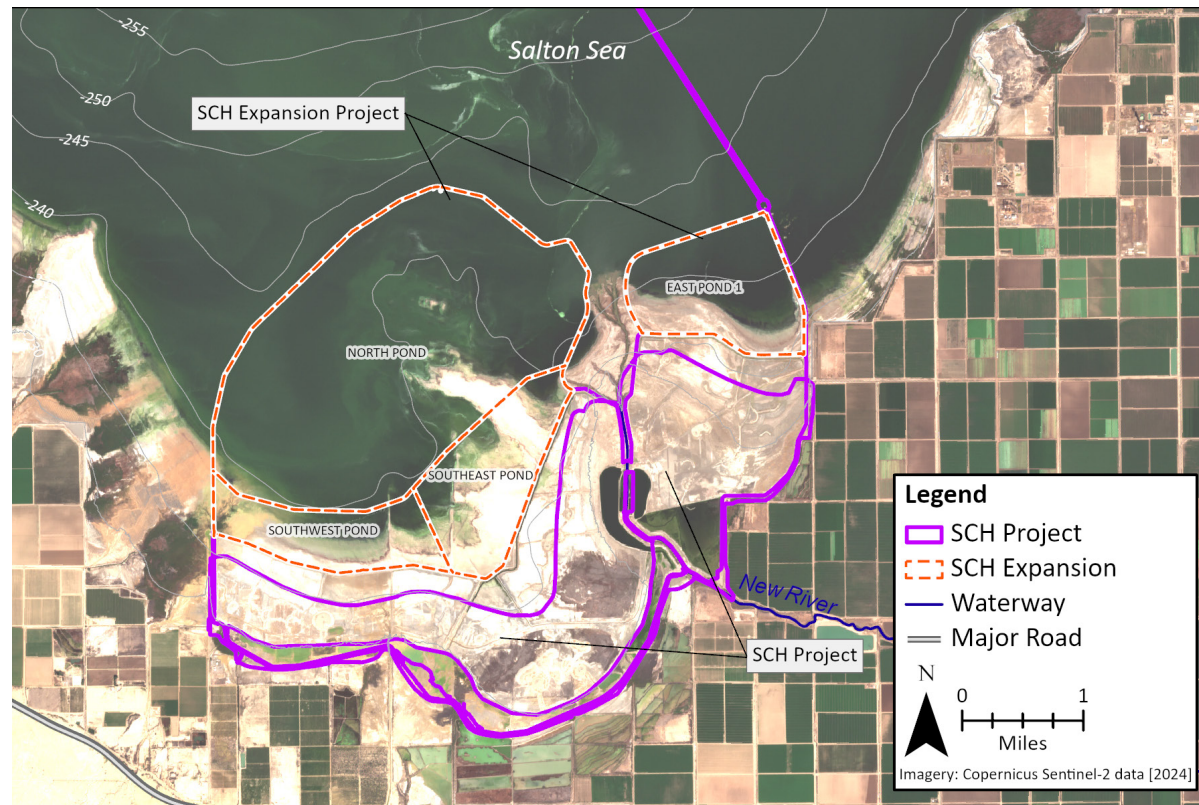 -255
Salton Sea
-250
SCH Expansion Project
-245
-240
EAST POND 1
NORTH POND
SOUTHEAST POND
SOUTHWEST POND
New River
SCH Project
Legend
SCH Project
SCH Expansion
Waterway
Major Road
N
0 1
Miles
Imagery: Copernicus Sentinel-2 data [2024]